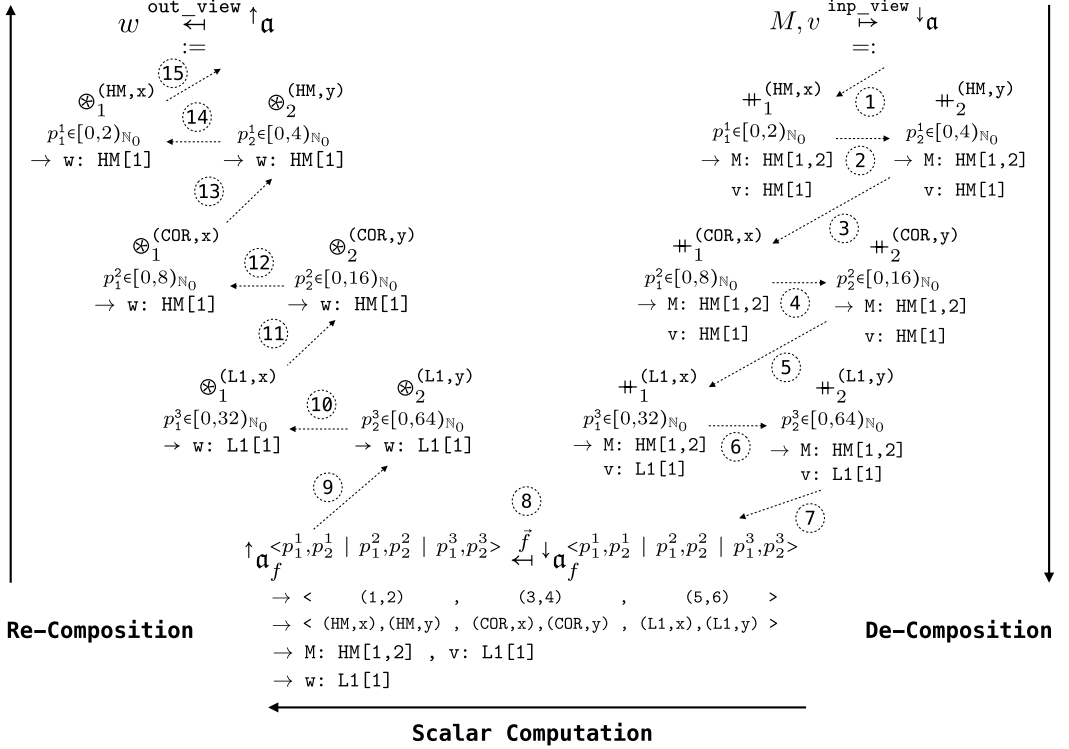 w out_view ↤ ↑𝔞
:=
M, v inp_view ↦ ↓𝔞
=:
15
⊛1(HM,x)
p¹₁∈[0,2)ℕ₀
→ w: HM[1]
14
⊛2(HM,y)
p¹₂∈[0,4)ℕ₀
→ w: HM[1]
⧺1(HM,x)
p¹₁∈[0,2)ℕ₀
→ M: HM[1,2]
v: HM[1]
1
2
⧺2(HM,y)
p¹₂∈[0,4)ℕ₀
→ M: HM[1,2]
v: HM[1]
13
3
⊛1(COR,x)
p²₁∈[0,8)ℕ₀
→ w: HM[1]
12
⊛2(COR,y)
p²₂∈[0,16)ℕ₀
→ w: HM[1]
⧺1(COR,x)
p²₁∈[0,8)ℕ₀
→ M: HM[1,2]
v: HM[1]
4
⧺2(COR,y)
p²₂∈[0,16)ℕ₀
→ M: HM[1,2]
v: HM[1]
11
5
⊛1(L1,x)
p³₁∈[0,32)ℕ₀
→ w: L1[1]
10
⊛2(L1,y)
p³₂∈[0,64)ℕ₀
→ w: L1[1]
⧺1(L1,x)
p³₁∈[0,32)ℕ₀
→ M: HM[1,2]
v: L1[1]
6
⧺2(L1,y)
p³₂∈[0,64)ℕ₀
→ M: HM[1,2]
v: L1[1]
9
8
7
↑𝔞f<p¹₁,p¹₂ | p²₁,p²₂ | p³₁,p³₂> f⃗ ↤ ↓𝔞f<p¹₁,p¹₂ | p²₁,p²₂ | p³₁,p³₂>
→ < (1,2) , (3,4) , (5,6) >
→ < (HM,x),(HM,y) , (COR,x),(COR,y) , (L1,x),(L1,y) >
→ M: HM[1,2] , v: L1[1]
→ w: L1[1]
Re–Composition
De–Composition
Scalar Computation